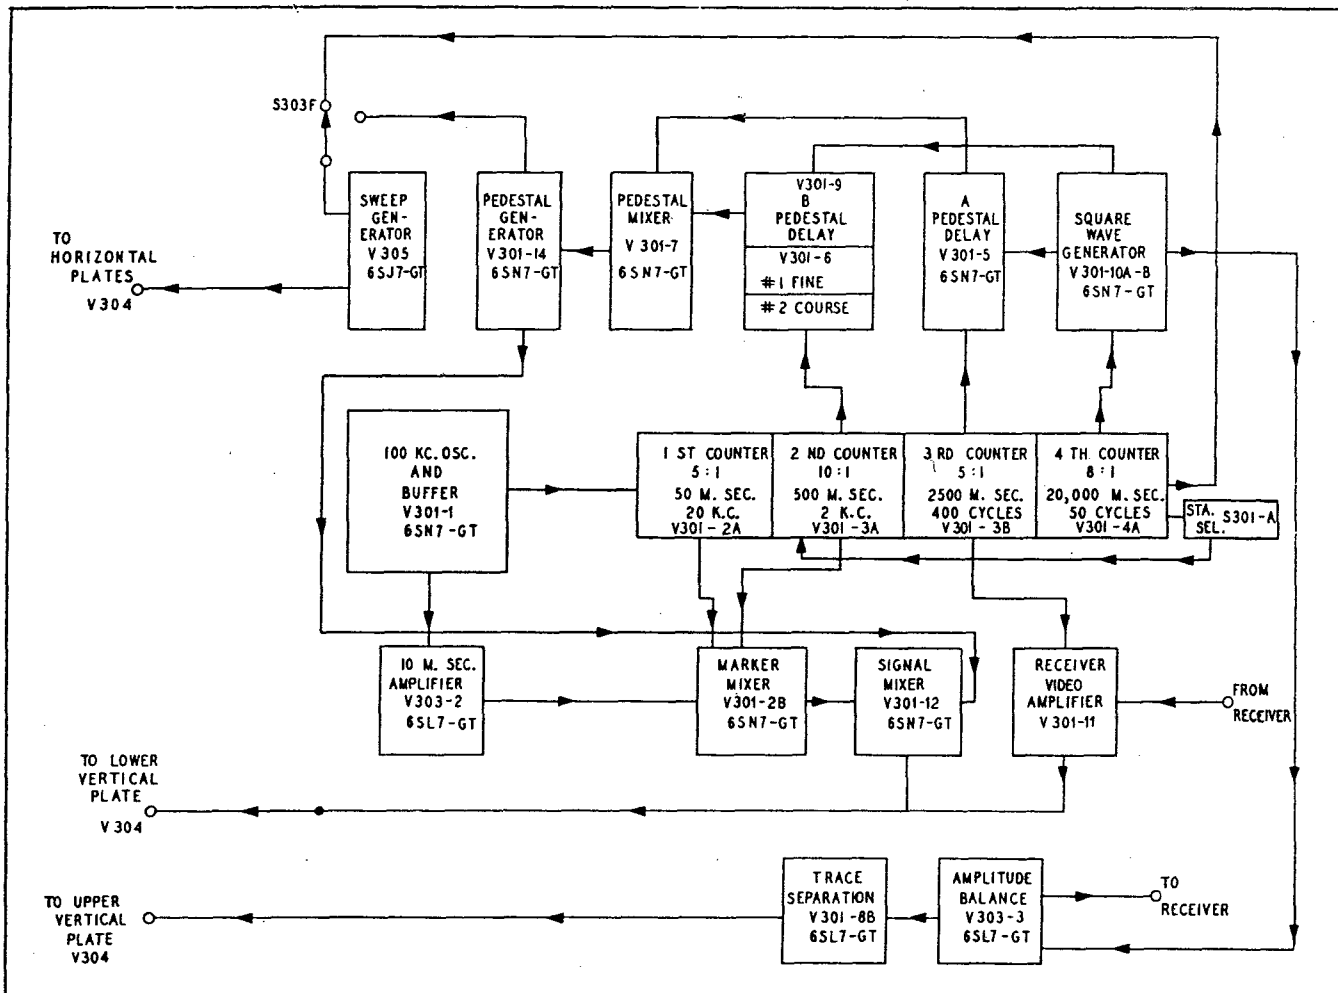 S303F
SWEEP
GEN-
ERATOR
V305
6SJ7-GT
PEDESTAL
GEN-
ERATOR
V301-14
6SN7-GT
PEDESTAL
MIXER
V 301-7
6SN7-GT
V301-9
B
PEDESTAL
DELAY
V301-6
#1 FINE
#2 COURSE
A
PEDESTAL
DELAY
V301-5
6SN7-GT
SQUARE
WAVE
GENERATOR
V301-10A-B
6SN7-GT
TO
HORIZONTAL
PLATES
V304
100 KC. OSC.
AND
BUFFER
V301-1
6SN7-GT
1 ST COUNTER
5:1
50 M. SEC.
20 K.C.
V301-2A
2 ND COUNTER
10:1
500 M. SEC.
2 K.C.
V301-3A
3 RD COUNTER
5:1
2500 M. SEC.
400 CYCLES
V301-3B
4 TH COUNTER
8:1
20,000 M. SEC.
50 CYCLES
V301-4A
STA.
SEL.
S301-A
10 M. SEC.
AMPLIFIER
V303-2
6SL7-GT
MARKER
MIXER
V301-2B
6SN7-GT
SIGNAL
MIXER
V301-12
6SN7-GT
RECEIVER
VIDEO
AMPLIFIER
V301-11
FROM
RECEIVER
TO LOWER
VERTICAL
PLATE
V304
TO UPPER
VERTICAL
PLATE
V304
TRACE
SEPARATION
V301-8B
6SL7-GT
AMPLITUDE
BALANCE
V303-3
6SL7-GT
TO
RECEIVER